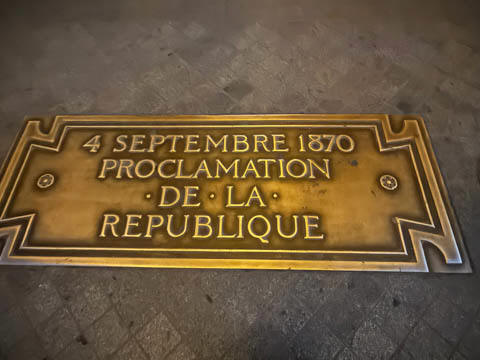 4 SEPTEMBRE 1870
PROCLAMATION
· DE · LA ·
REPUBLIQUE